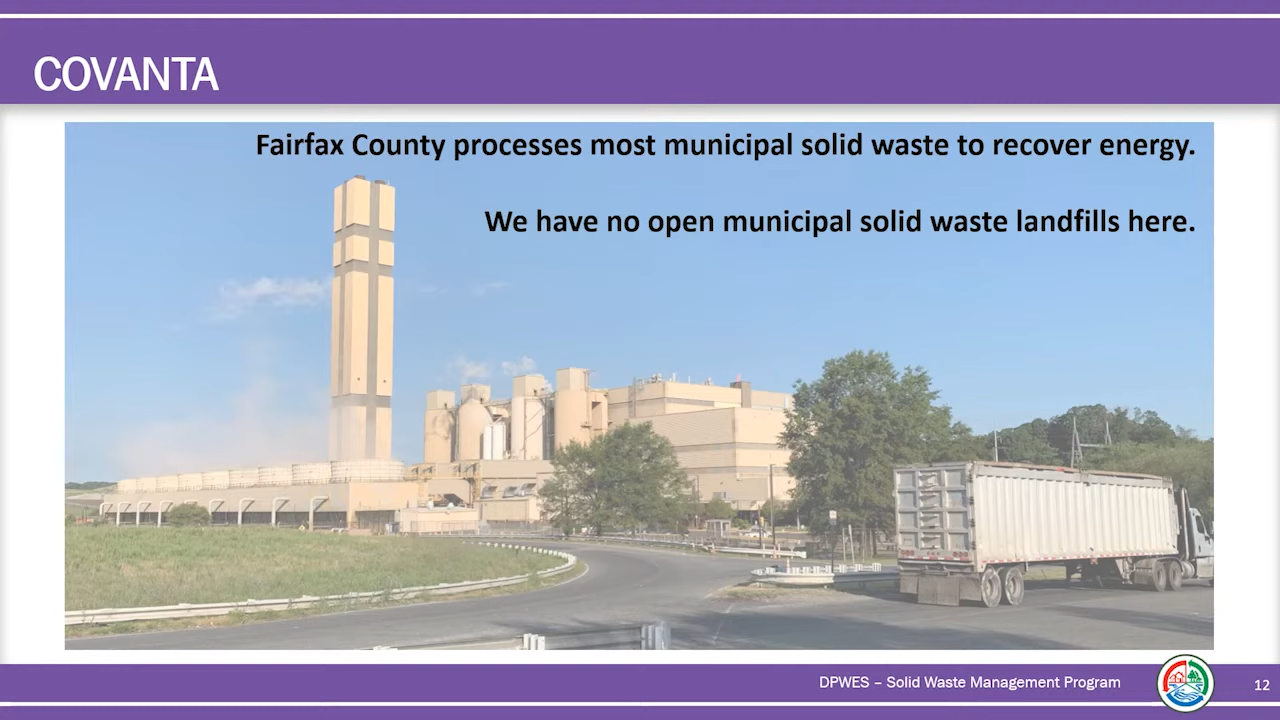 COVANTA
Fairfax County processes most municipal solid waste to recover energy.
We have no open municipal solid waste landfills here.
DPWES – Solid Waste Management Program
12